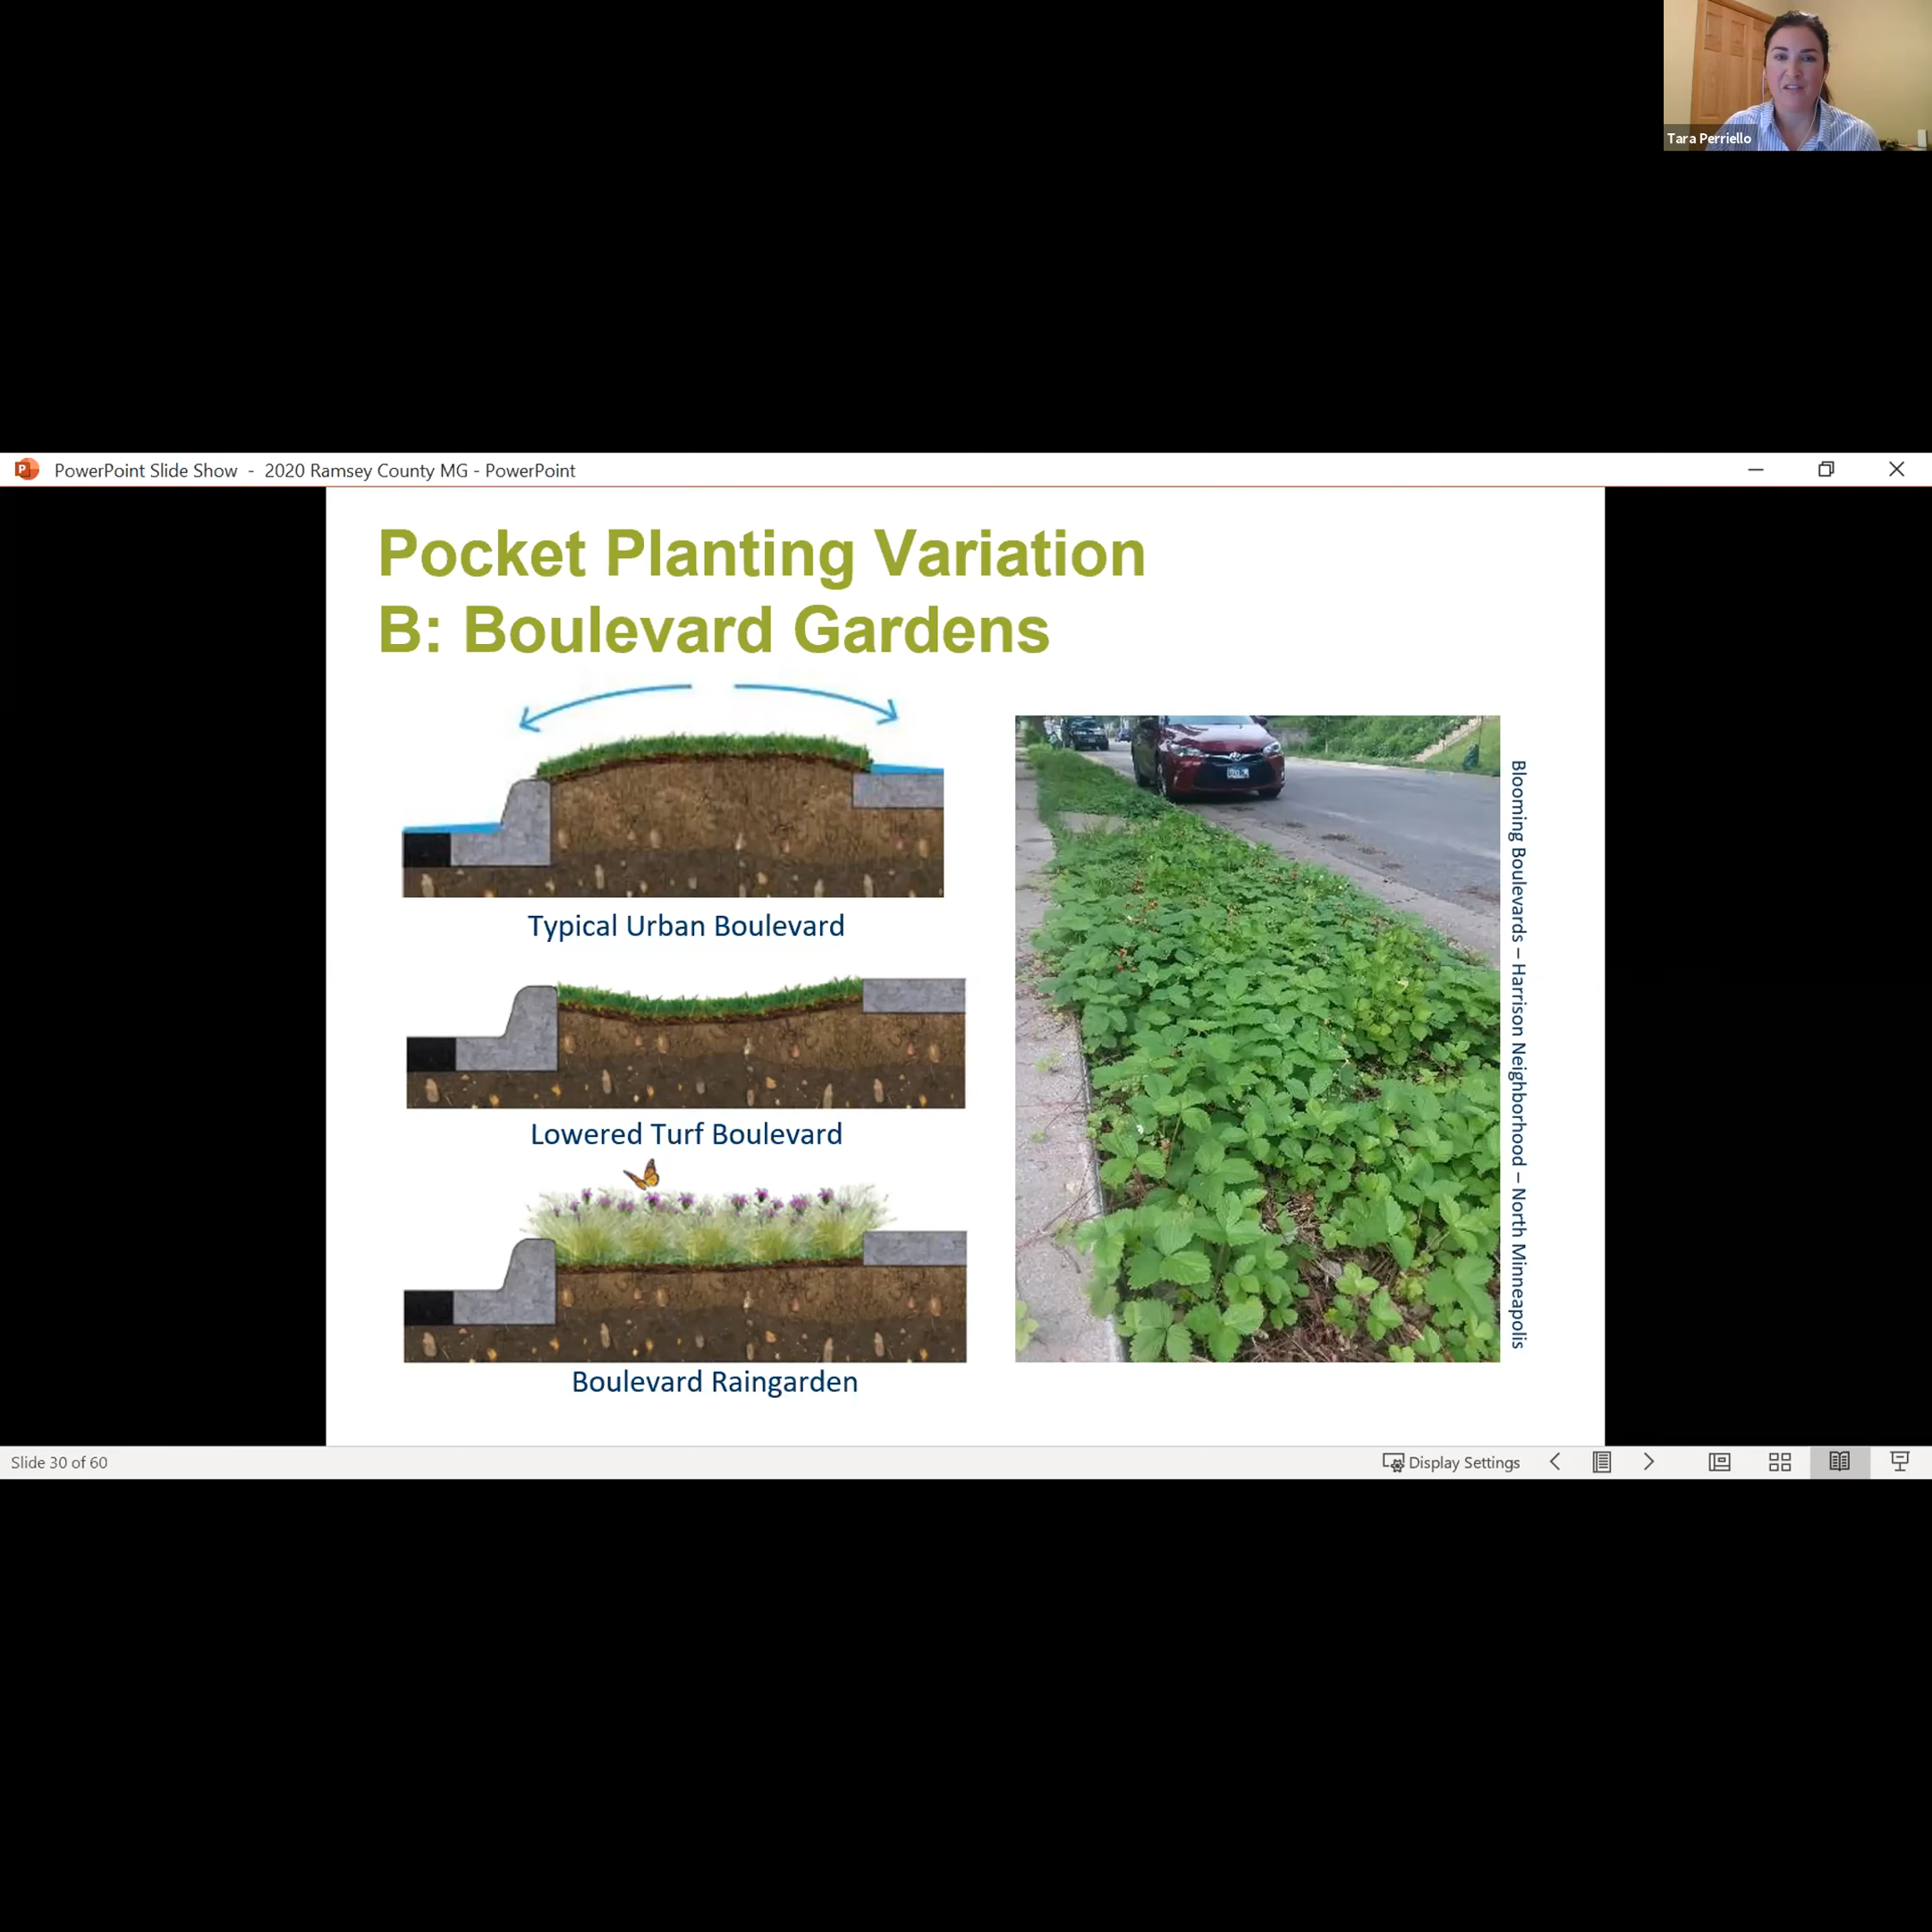 Tara Perriello
PowerPoint Slide Show - 2020 Ramsey County MG - PowerPoint
Pocket Planting Variation
B: Boulevard Gardens
Typical Urban Boulevard
Lowered Turf Boulevard
Boulevard Raingarden
Blooming Boulevards – Harrison Neighborhood – North Minneapolis
Slide 30 of 60
Display Settings